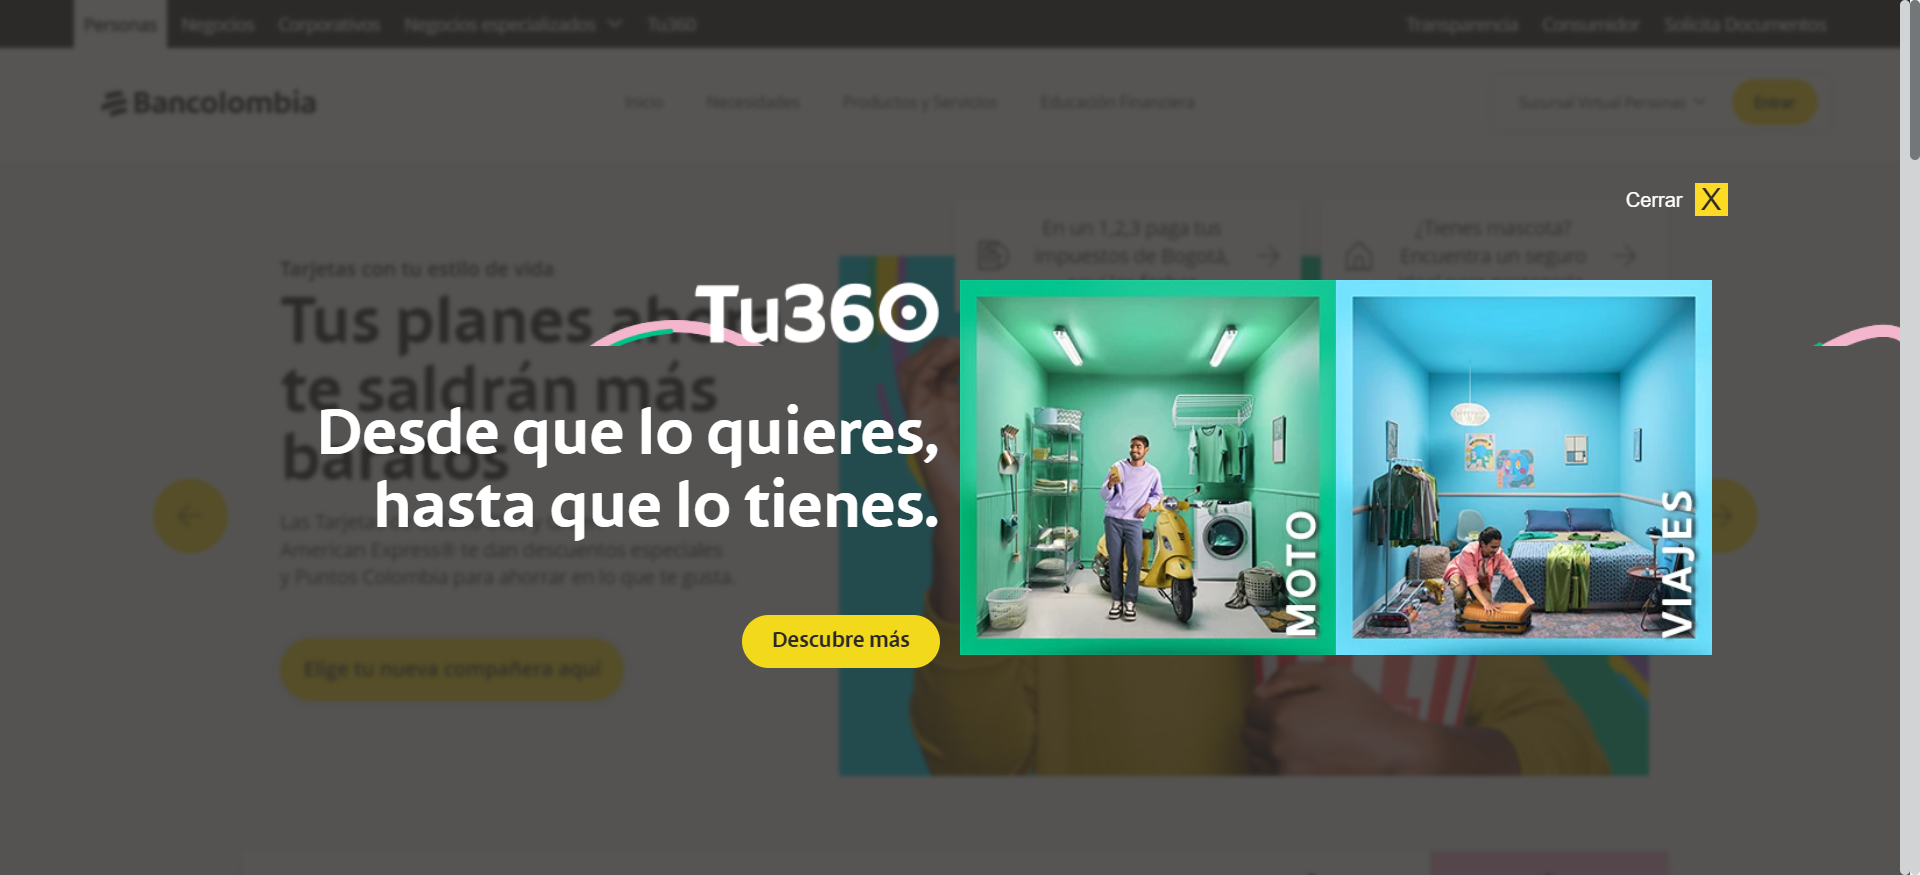 Personas Negocios Corporativos Negocios especializados Tu360 Transparencia Consumidor Solicita Documentos
Bancolombia Inicio Necesidades Productos y Servicios Educación Financiera Sucursal Virtual Personas Entrar
Cerrar X
En un 1,2,3 paga tus
impuestos de Bogotá,
¿Tienes mascota?
Encuentra un seguro
Tarjetas con tu estilo de vida
Tus planes ahora
te saldrán más
baratos
Tu360
Desde que lo quieres,
hasta que lo tienes.
Las Tarjetas
American Express® te dan descuentos especiales
y Puntos Colombia para ahorrar en lo que te gusta.
Descubre más
Elige tu nueva compañera aquí
MOTO
VIAJES